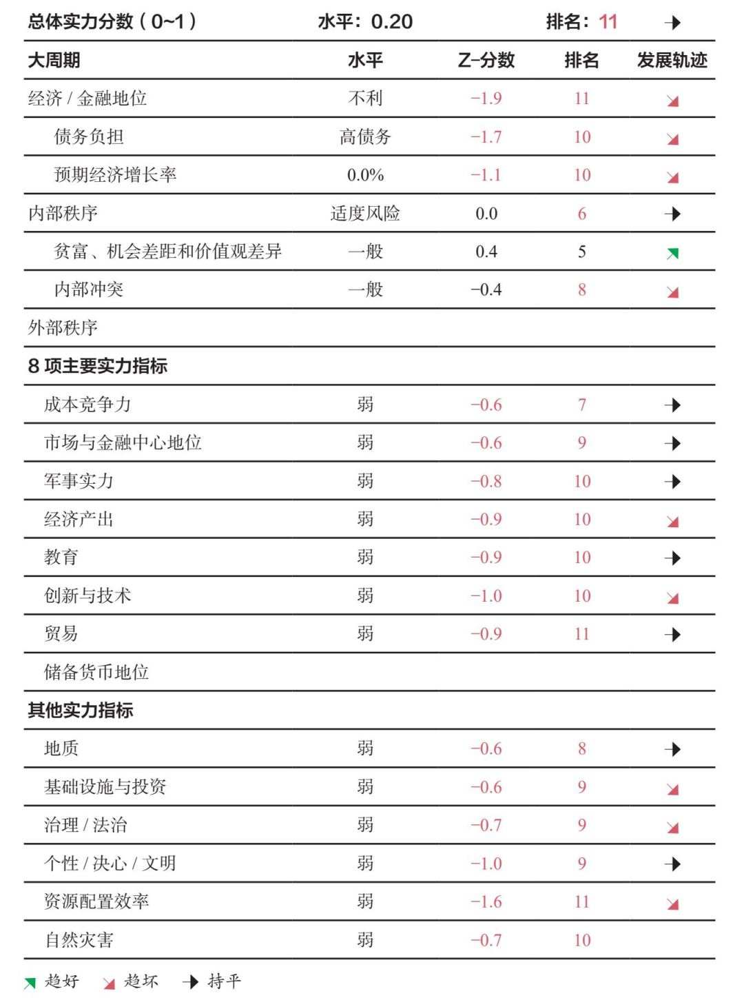 总体实力分数（0~1） 水平：0.20 排名：11
大周期 水平 Z-分数 排名 发展轨迹
经济 / 金融地位 不利 −1.9 11
债务负担 高债务 −1.7 10
预期经济增长率 0.0% −1.1 10
内部秩序 适度风险 0.0 6
贫富、机会差距和价值观差异 一般 0.4 5
内部冲突 一般 −0.4 8
外部秩序
8 项主要实力指标
成本竞争力 弱 −0.6 7
市场与金融中心地位 弱 −0.6 9
军事实力 弱 −0.8 10
经济产出 弱 −0.9 10
教育 弱 −0.9 10
创新与技术 弱 −1.0 10
贸易 弱 −0.9 11
储备货币地位
其他实力指标
地质 弱 −0.6 8
基础设施与投资 弱 −0.6 9
治理 / 法治 弱 −0.7 9
个性 / 决心 / 文明 弱 −1.0 9
资源配置效率 弱 −1.6 11
自然灾害 弱 −0.7 10
趋好 趋坏 持平